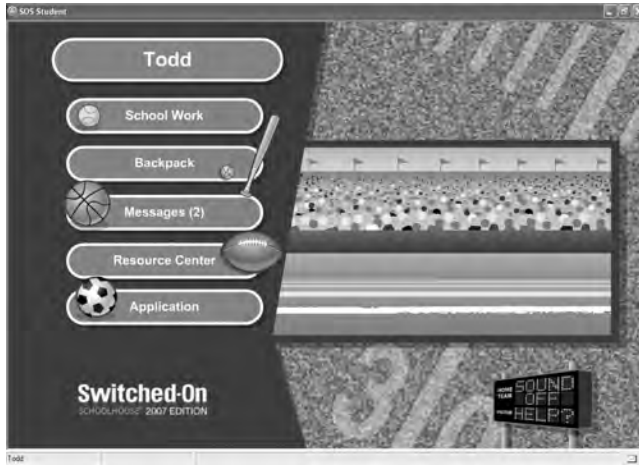 SOS Student
Todd
School Work
Backpack
Messages (2)
Resource Center
Application
Switched-On
SCHOOLHOUSE® 2007 EDITION
HOME
TEAM
SOUND
OFF
HELP?
3
Todd